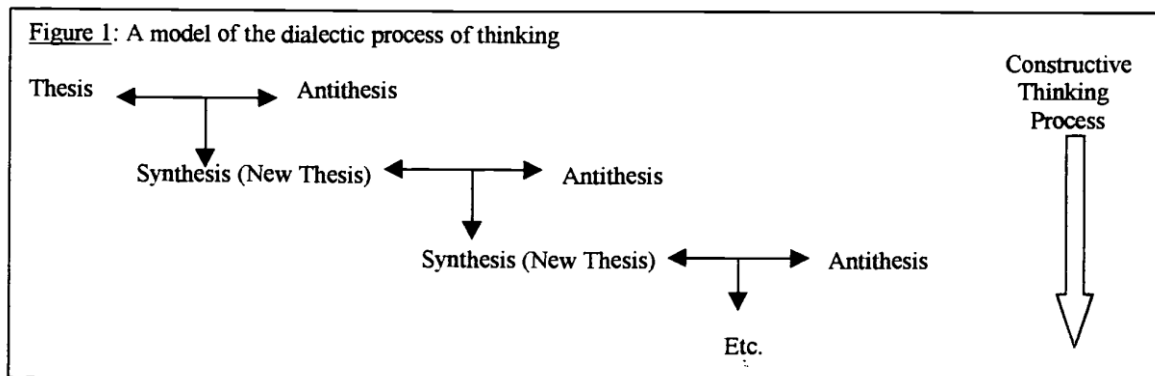 Figure 1: A model of the dialectic process of thinking
Constructive
Thinking
Process
Thesis Antithesis
Synthesis (New Thesis) Antithesis
Synthesis (New Thesis) Antithesis
Etc.